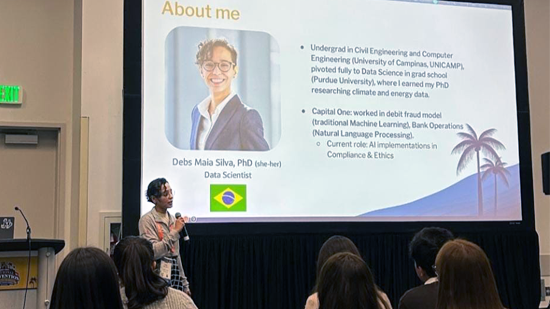 About me
EXIT
• Undergrad in Civil Engineering and Computer
Engineering (University of Campinas, UNICAMP),
pivoted fully to Data Science in grad school
(Purdue University), where I earned my PhD
researching climate and energy data.
• Capital One: worked in debit fraud model
(traditional Machine Learning), Bank Operations
(Natural Language Processing).
○ Current role: AI implementations in
Compliance & Ethics
Debs Maia Silva, PhD (she-her)
Data Scientist